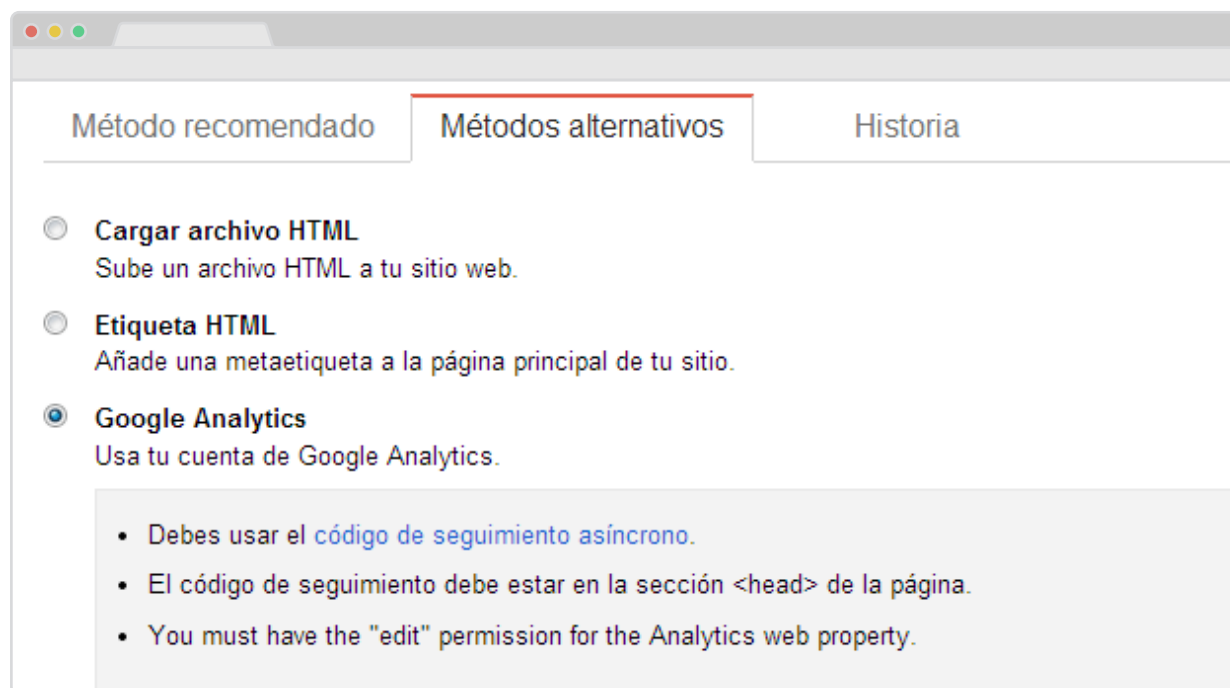 Método recomendado Métodos alternativos Historia
Cargar archivo HTML
Sube un archivo HTML a tu sitio web.
Etiqueta HTML
Añade una metaetiqueta a la página principal de tu sitio.
Google Analytics
Usa tu cuenta de Google Analytics.
• Debes usar el código de seguimiento asíncrono.
• El código de seguimiento debe estar en la sección <head> de la página.
• You must have the "edit" permission for the Analytics web property.